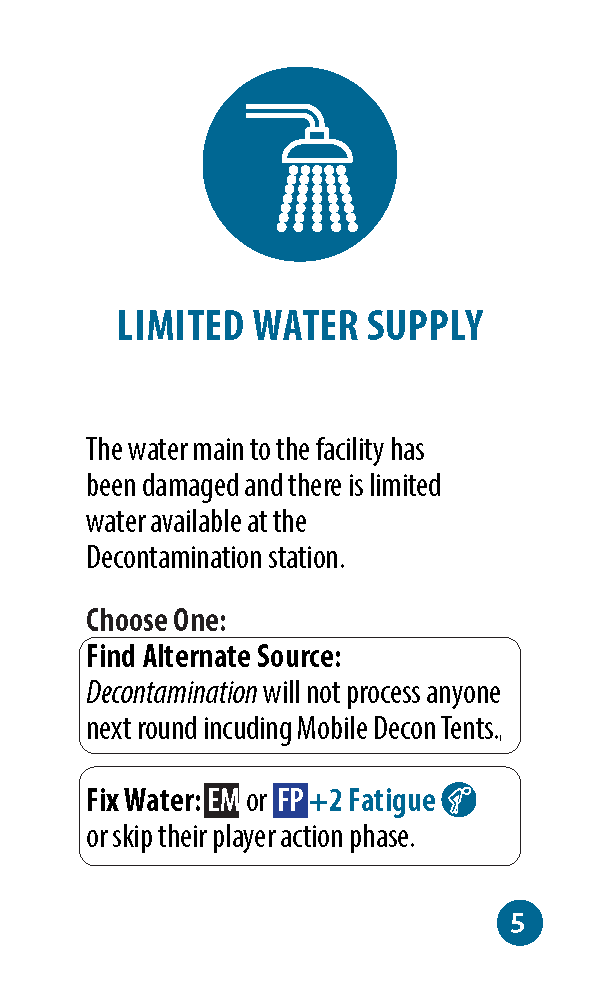 LIMITED WATER SUPPLY
The water main to the facility has
been damaged and there is limited
water available at the
Decontamination station.
Choose One:
Find Alternate Source:
Decontamination will not process anyone
next round incuding Mobile Decon Tents.
Fix Water: EM or FP +2 Fatigue
or skip their player action phase.
5